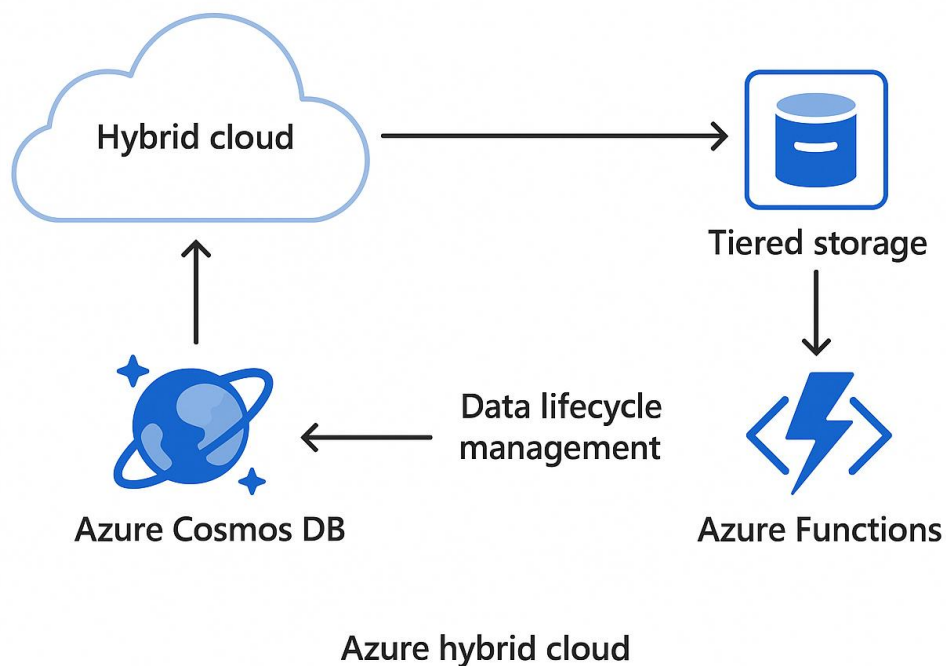 Hybrid cloud
Tiered storage
Data lifecycle
management
Azure Cosmos DB
Azure Functions
Azure hybrid cloud